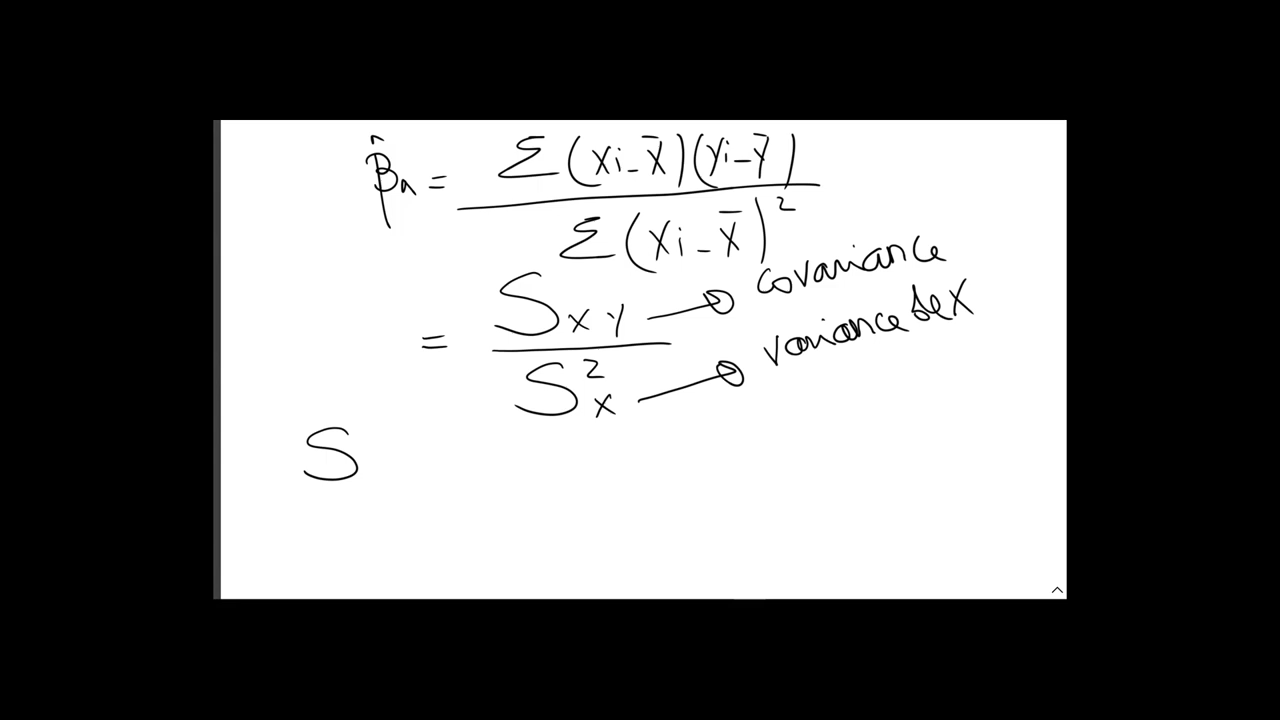 β̂₁ = Σ(Xi - X̄)(Yi - Ȳ) / Σ(Xi - X̄)²
= Sxy / S²x
covariance
variance de X
S